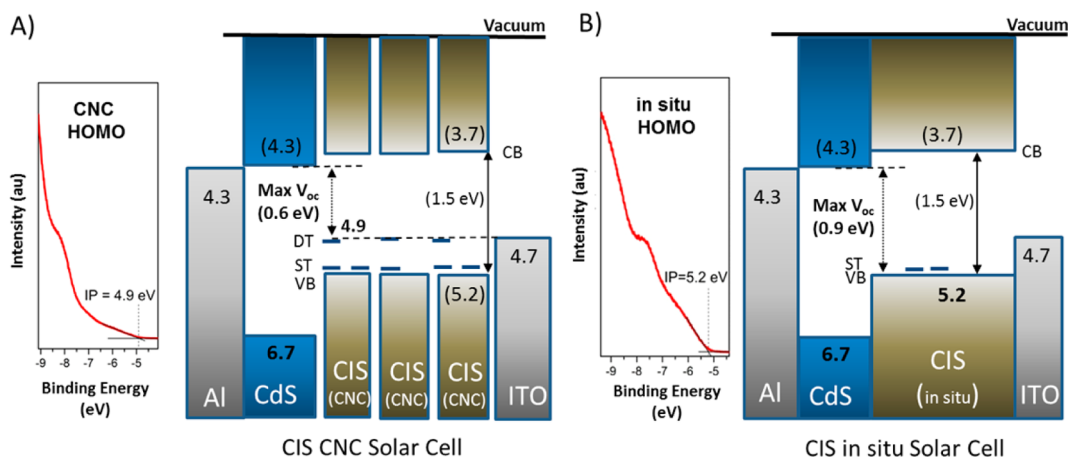 A)
Vacuum
CNC
HOMO
IP = 4.9 eV
Intensity (au)
-9 -8 -7 -6 -5
Binding Energy
(eV)
(4.3)
(3.7)
CB
4.3
Max Voc
(0.6 eV)
(1.5 eV)
4.9
DT
ST
VB
4.7
(5.2)
6.7
Al
CdS
CIS
(CNC)
CIS
(CNC)
CIS
(CNC)
ITO
CIS CNC Solar Cell
B)
Vacuum
in situ
HOMO
IP=5.2 eV
Intensity (au)
-9 -8 -7 -6 -5
Binding Energy
(eV)
(4.3)
(3.7)
CB
4.3
Max Voc
(0.9 eV)
(1.5 eV)
ST
VB
4.7
5.2
6.7
Al
CdS
CIS
(in situ)
ITO
CIS in situ Solar Cell